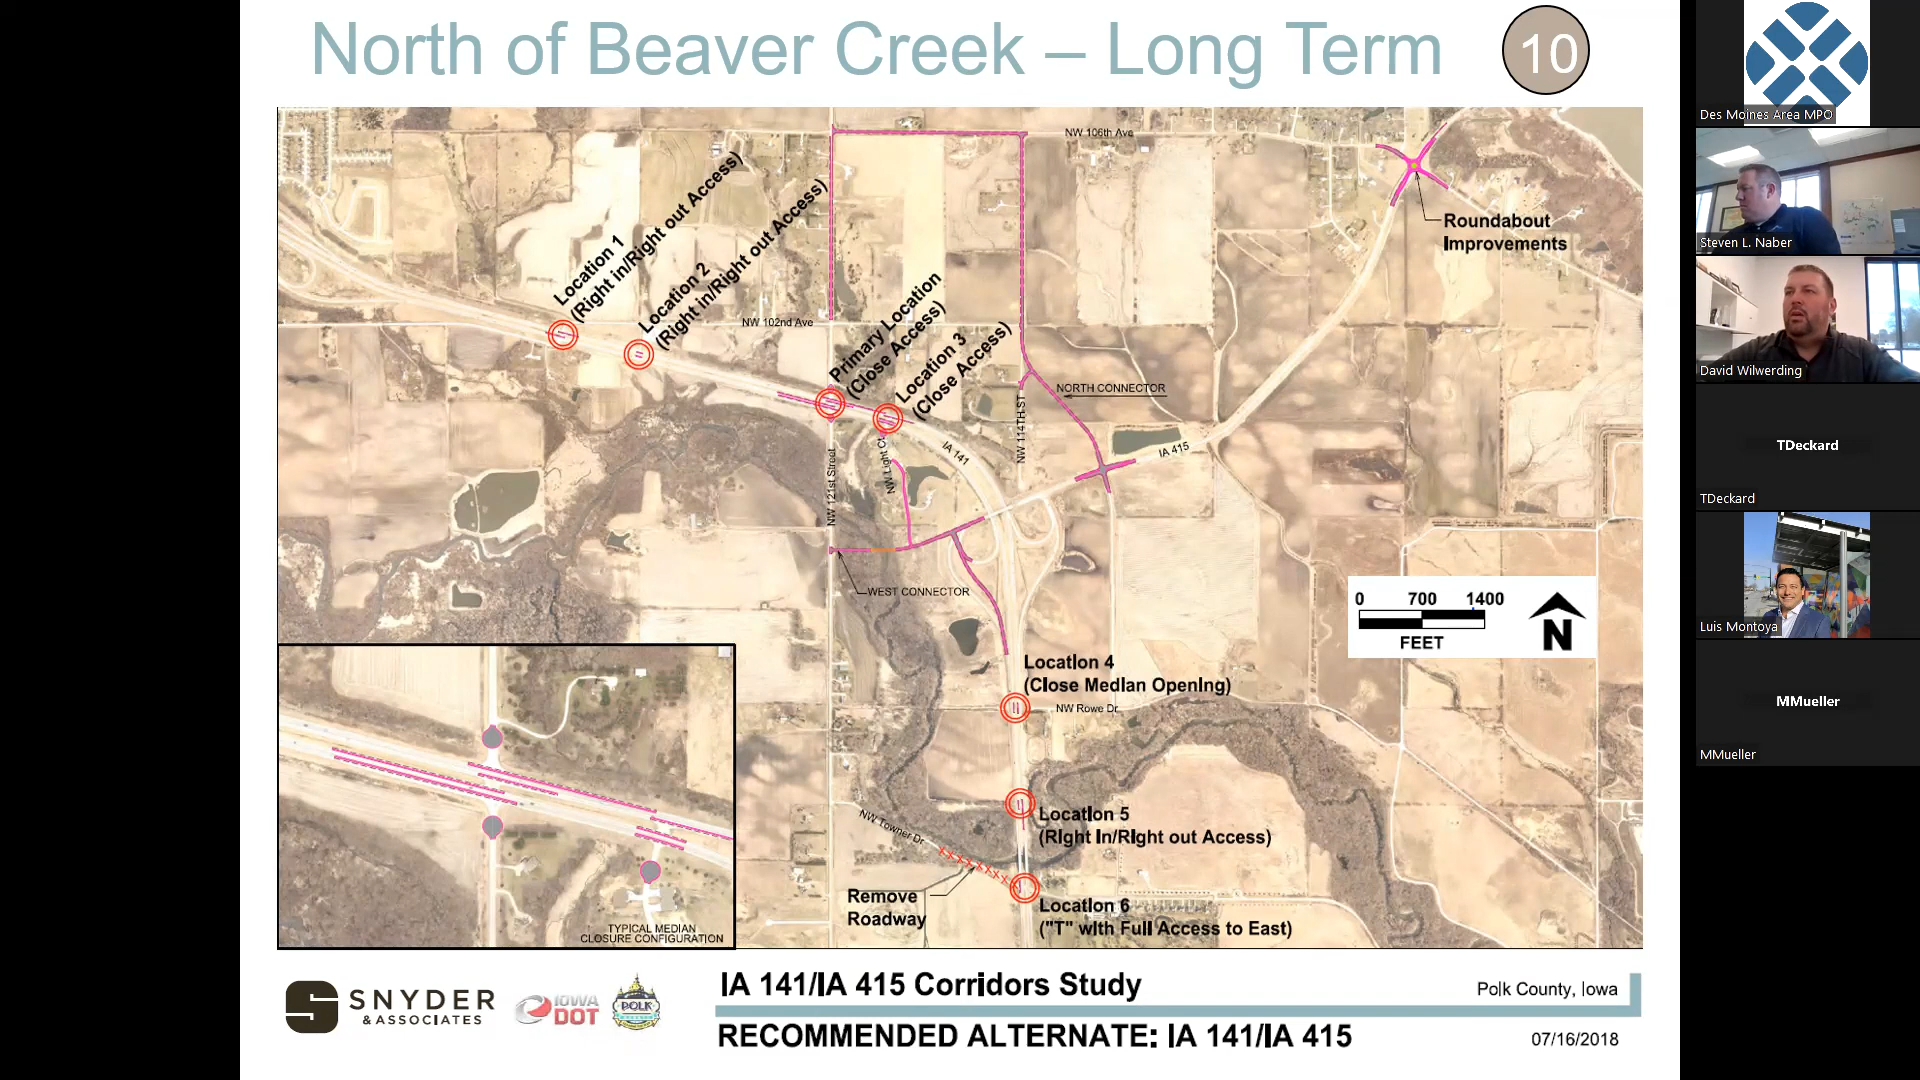 North of Beaver Creek – Long Term
10
NW 106th Ave
Roundabout
Improvements
Location 1
(Right in/Right out Access)
Location 2
(Right in/Right out Access)
NW 102nd Ave
Primary Location
(Close Access)
Location 3
(Close Access)
NORTH CONNECTOR
NW 114TH ST
IA 141
IA 415
NW Light Ct
NW 121st Street
WEST CONNECTOR
0 700 1400
FEET
N
Location 4
(Close Median Opening)
NW Rowe Dr
Location 5
(Right In/Right out Access)
NW Towner Dr
Remove
Roadway
Location 6
("T" with Full Access to East)
TYPICAL MEDIAN
CLOSURE CONFIGURATION
SNYDER
& ASSOCIATES
IOWA
DOT
POLK
IA 141/IA 415 Corridors Study
Polk County, Iowa
RECOMMENDED ALTERNATE: IA 141/IA 415
07/16/2018
Des Moines Area MPO
Steven L. Naber
David Wilwerding
TDeckard
TDeckard
Luis Montoya
MMueller
MMueller